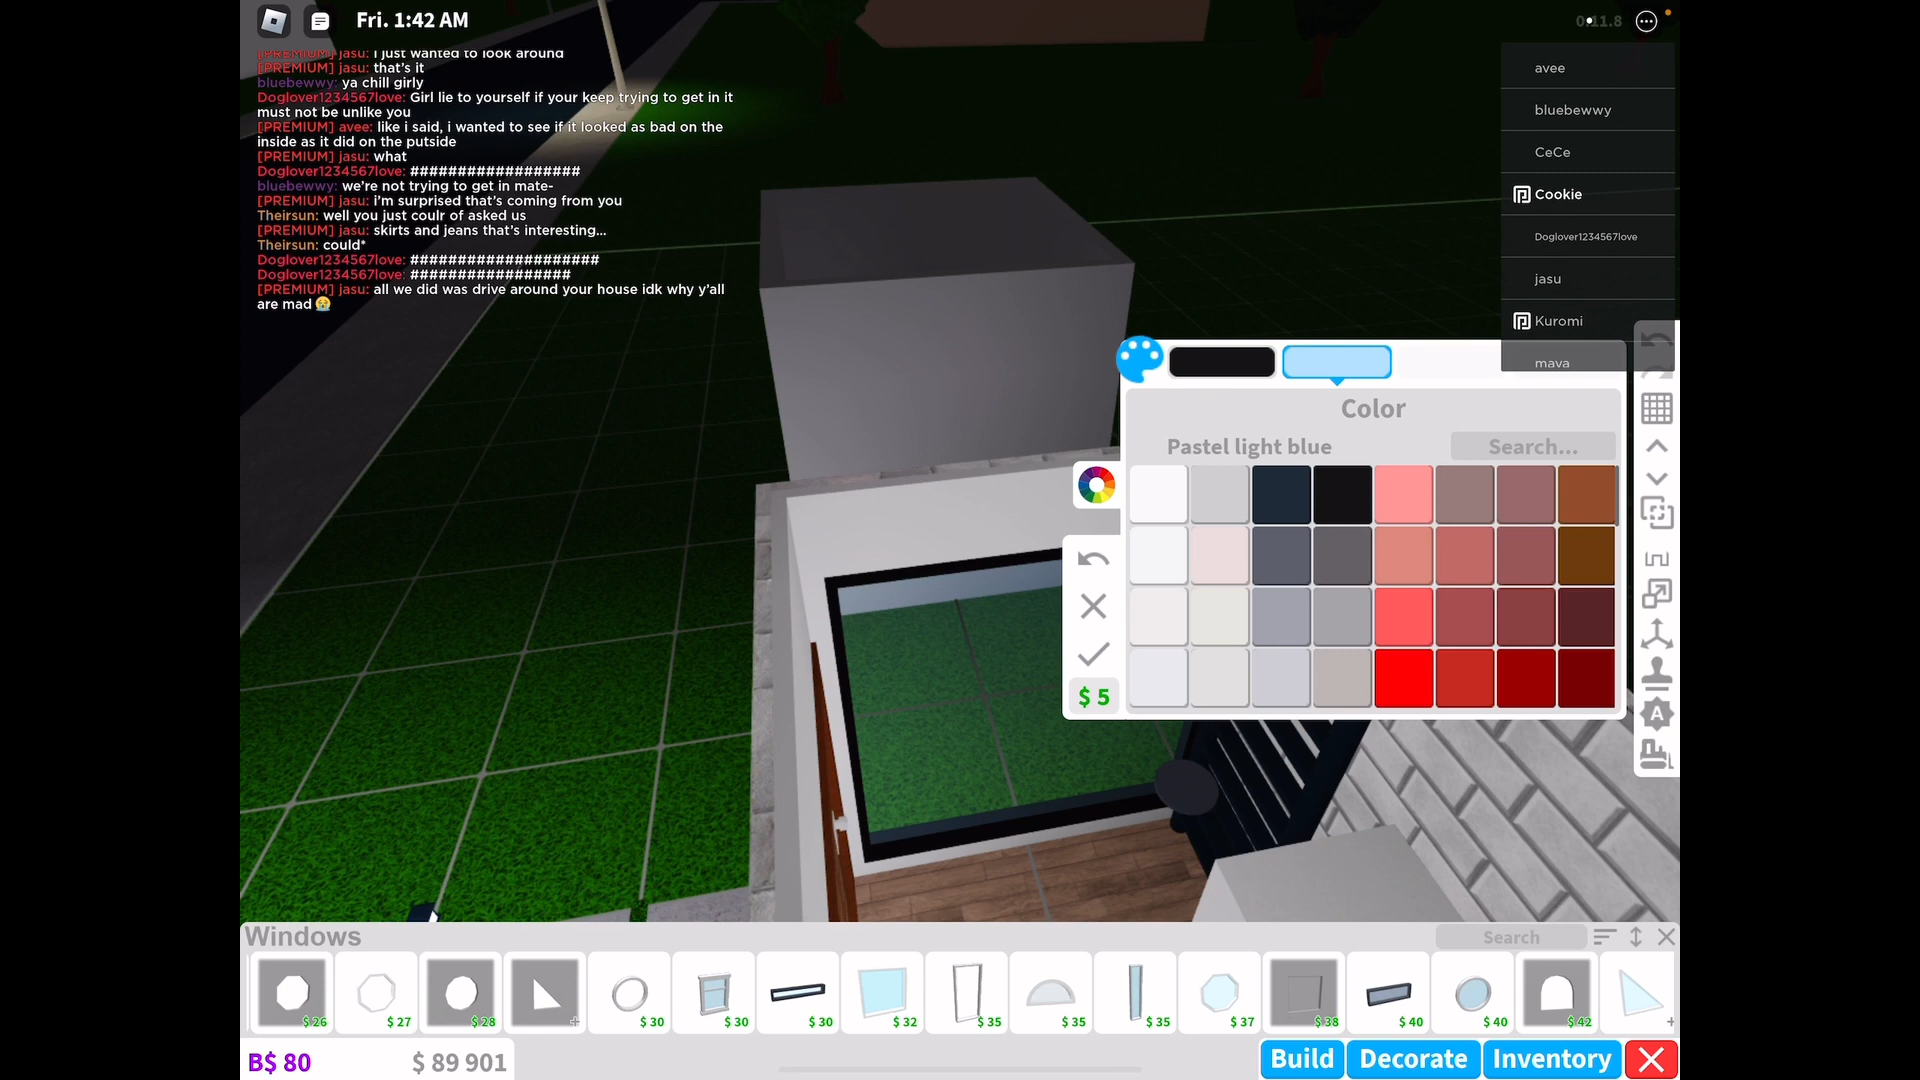 Fri. 1:42 AM
0:11.8
[PREMIUM] jasu: i just wanted to look around
[PREMIUM] jasu: that's it
bluebewwy: ya chill girly
Doglover1234567love: Girl lie to yourself if your keep trying to get in it
must not be unlike you
[PREMIUM] avee: like i said, i wanted to see if it looked as bad on the
inside as it did on the putside
[PREMIUM] jasu: what
Doglover1234567love: ##################
bluebewwy: we're not trying to get in mate-
[PREMIUM] jasu: i'm surprised that's coming from you
Theirsun: well you just coulr of asked us
[PREMIUM] jasu: skirts and jeans that's interesting...
Theirsun: could*
Doglover1234567love: ####################
Doglover1234567love: #################
[PREMIUM] jasu: all we did was drive around your house idk why y'all
are mad 😭
avee
bluebewwy
CeCe
Cookie
Doglover1234567love
jasu
Kuromi
mava
Color
Pastel light blue
Search...
$ 5
A
Windows
Search
$ 26
$ 27
$ 28
$ 30
$ 30
$ 30
$ 32
$ 35
$ 35
$ 35
$ 37
$ 38
$ 40
$ 40
$ 42
B$ 80
$ 89 901
Build
Decorate
Inventory